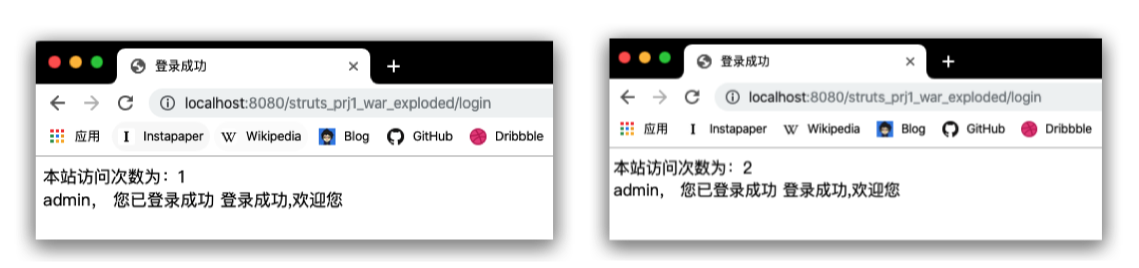 登录成功
localhost:8080/struts_prj1_war_exploded/login
应用 Instapaper Wikipedia Blog GitHub Dribbble
本站访问次数为：1
admin， 您已登录成功 登录成功,欢迎您
登录成功
localhost:8080/struts_prj1_war_exploded/login
应用 Instapaper Wikipedia Blog GitHub Dribbble
本站访问次数为：2
admin， 您已登录成功 登录成功,欢迎您